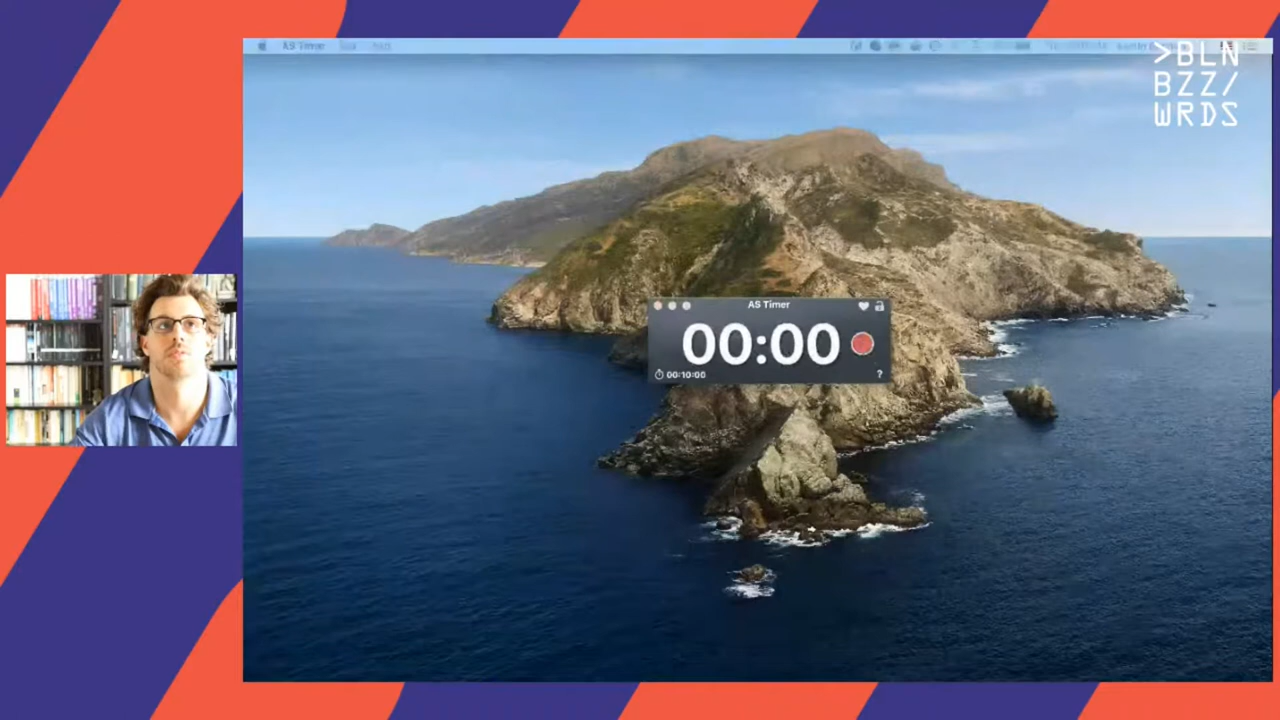 AS Timer
>BLN
BZZ/
WRDS
AS Timer
00:00
00:10:00
?